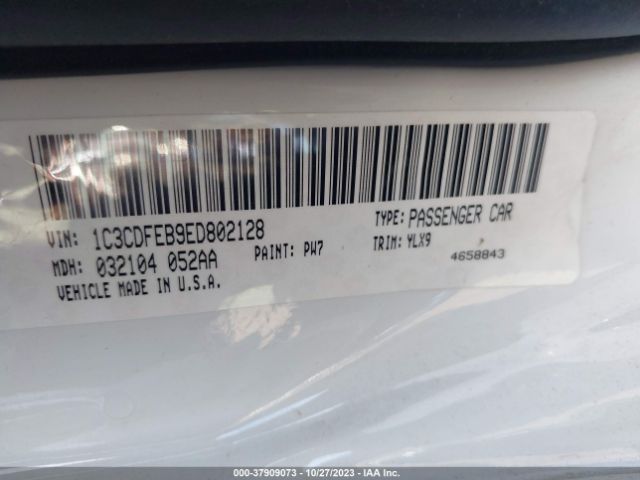 VIN: 1C3CDFEB9ED802128 TYPE: PASSENGER CAR
MDH: 032104 052AA PAINT: PW7 TRIM: YLX9
VEHICLE MADE IN U.S.A. 4658843
000-37909073 | 10/27/2023 | IAA Inc.